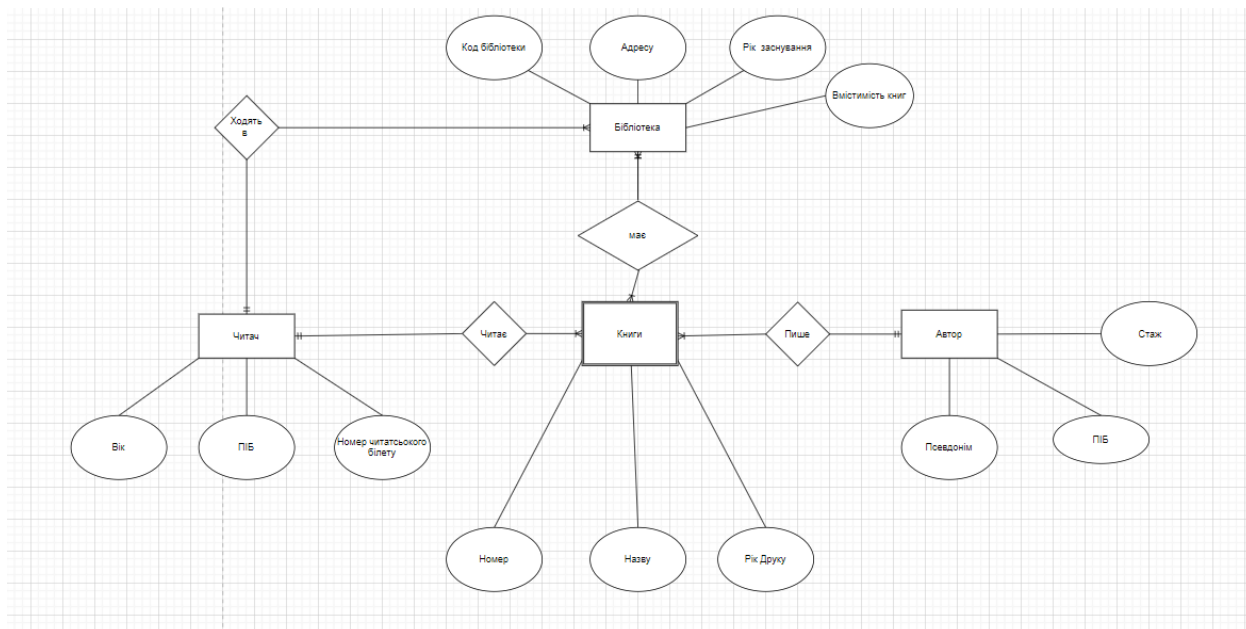 Код бібліотеки
Адресу
Рік заснування
Вмістимість книг
Ходять
в
Бібліотека
має
Читач
Читає
Книги
Пише
Автор
Стаж
Вік
ПІБ
Номер читатсьокого
білету
Псевдонім
ПІБ
Номер
Назву
Рік Друку